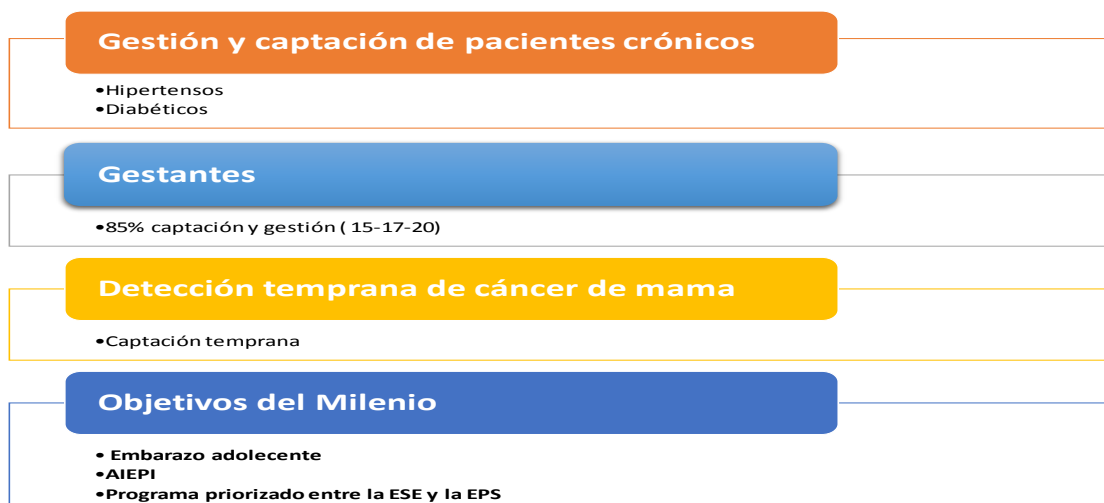 Gestión y captación de pacientes crónicos
•Hipertensos
•Diabéticos
Gestantes
•85% captación y gestión ( 15-17-20)
Detección temprana de cáncer de mama
•Captación temprana
Objetivos del Milenio
• Embarazo adolecente
•AIEPI
•Programa priorizado entre la ESE y la EPS